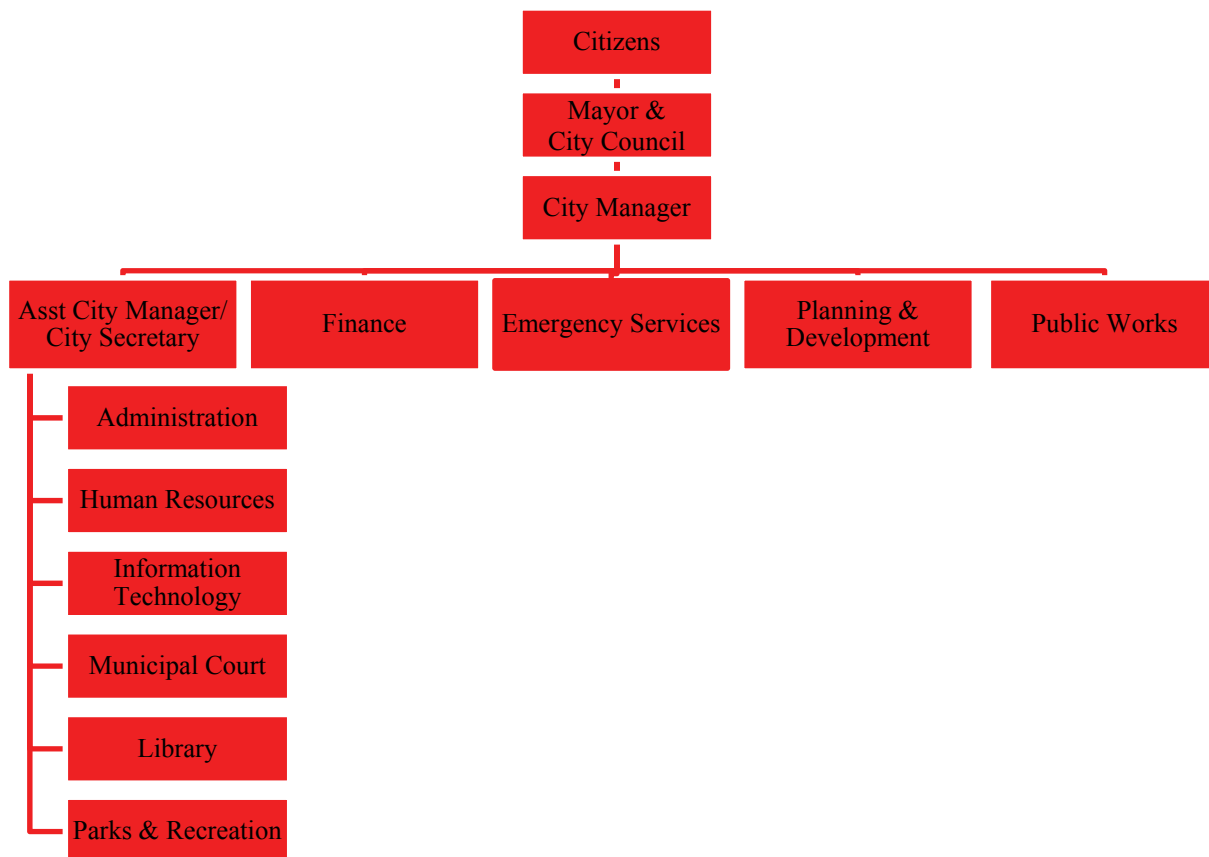 Citizens
Mayor &
City Council
City Manager
Asst City Manager/
City Secretary
Finance
Emergency Services
Planning &
Development
Public Works
Administration
Human Resources
Information
Technology
Municipal Court
Library
Parks & Recreation